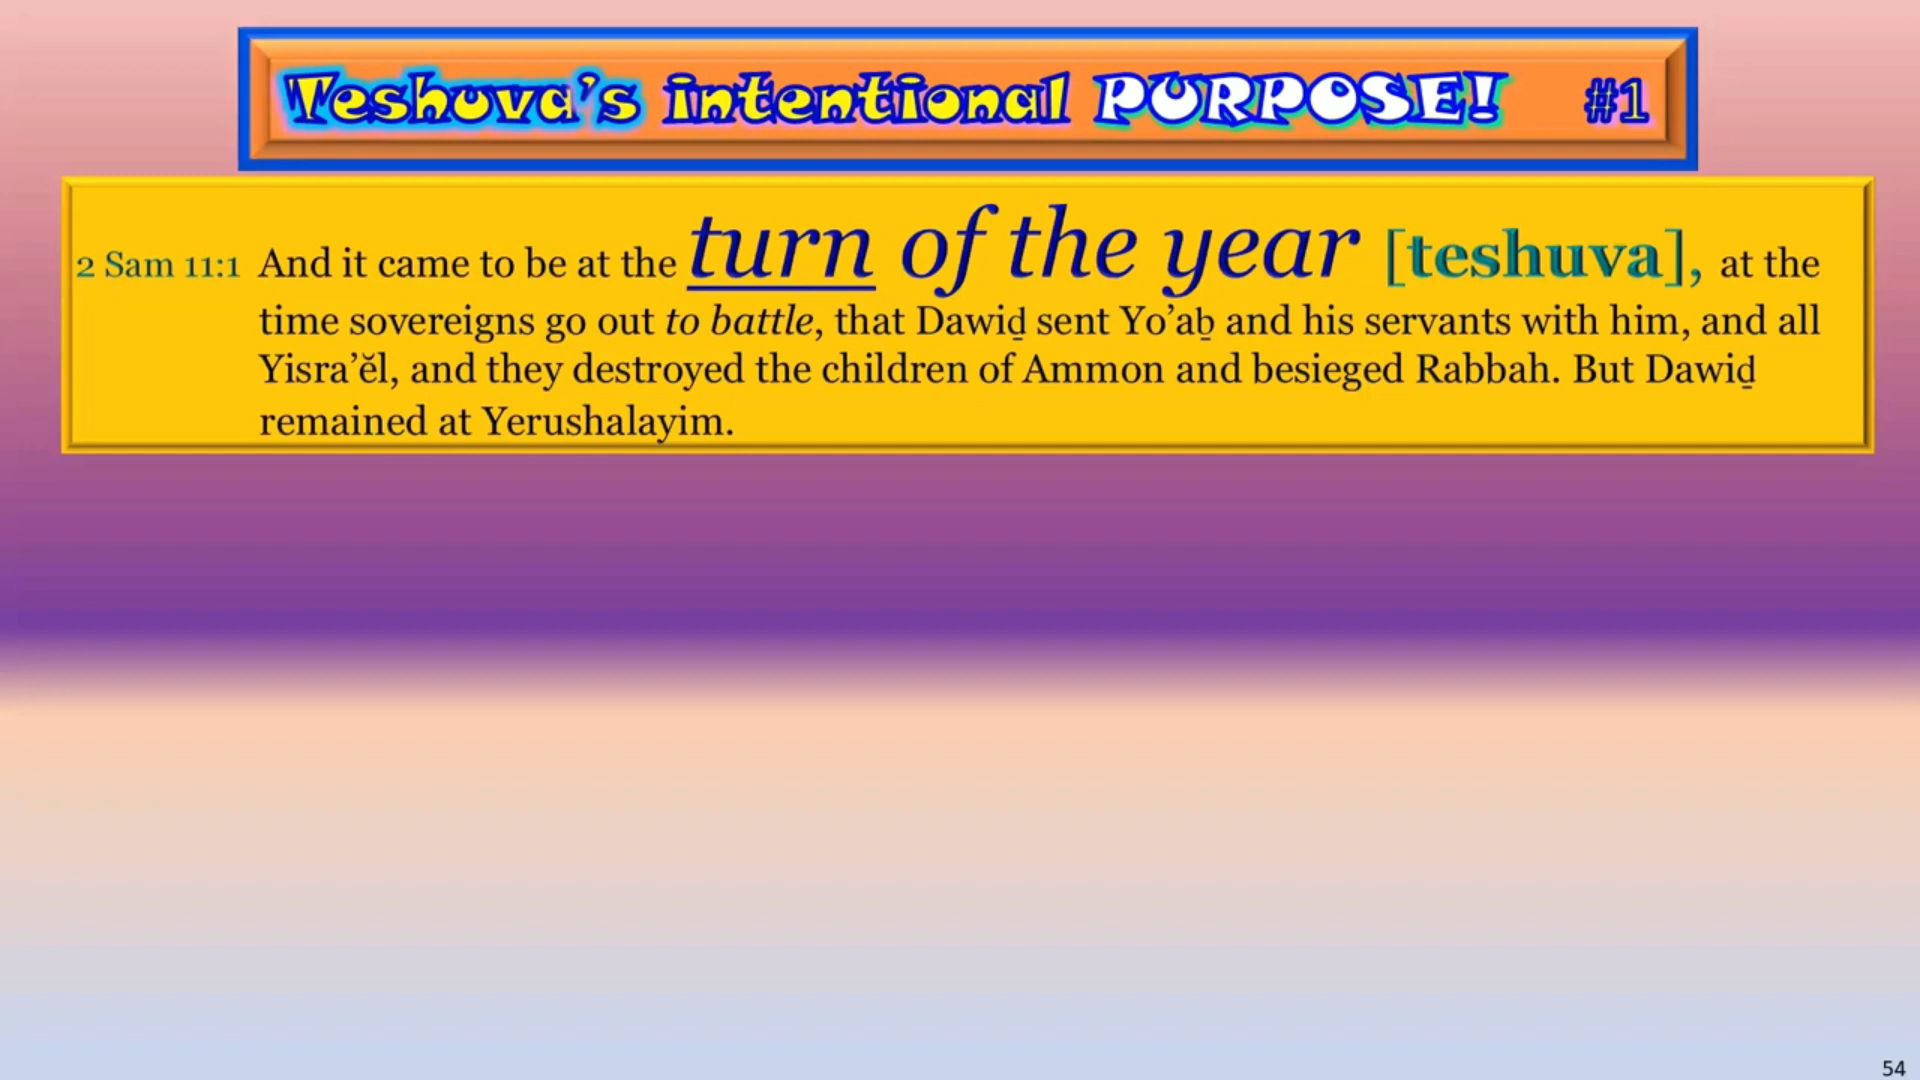 Teshuva's intentional PURPOSE! #1
2 Sam 11:1 And it came to be at the turn of the year [teshuva], at the
time sovereigns go out to battle, that Dawiḏ sent Yo’aḇ and his servants with him, and all
Yisra’ĕl, and they destroyed the children of Ammon and besieged Rabbah. But Dawiḏ
remained at Yerushalayim.
54